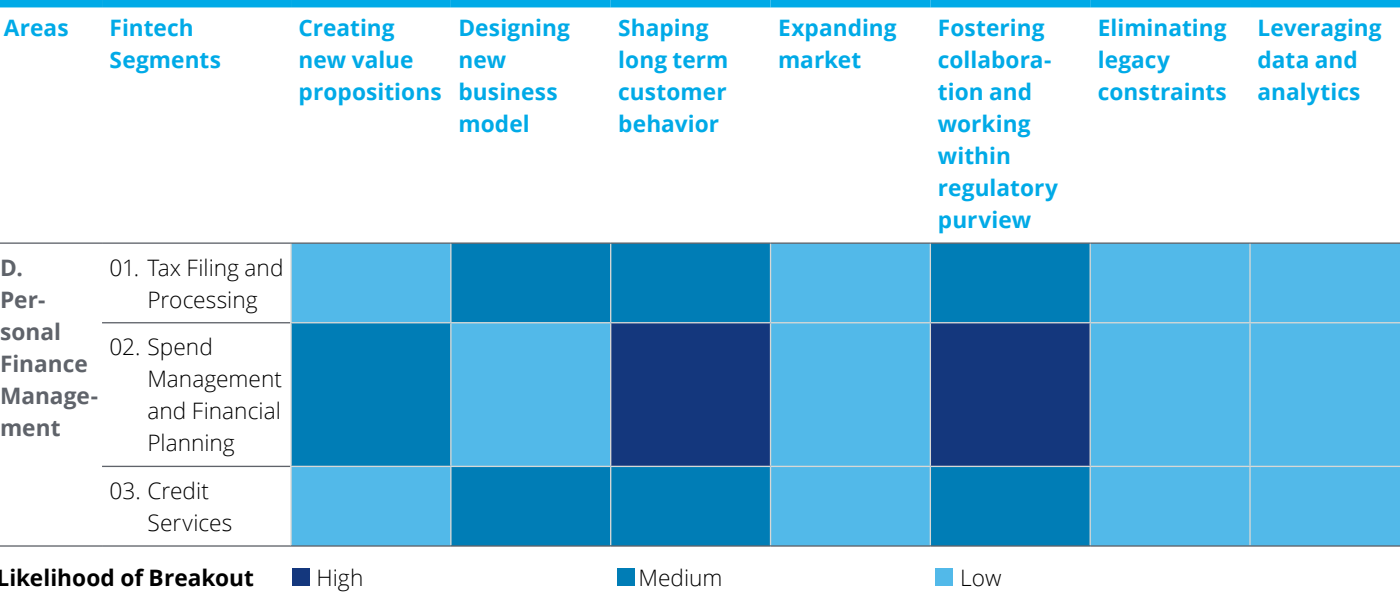 Areas
Fintech
Segments
Creating
new value
propositions
Designing
new
business
model
Shaping
long term
customer
behavior
Expanding
market
Fostering
collabora-
tion and
working
within
regulatory
purview
Eliminating
legacy
constraints
Leveraging
data and
analytics
D.
Per-
sonal
Finance
Manage-
ment
01. Tax Filing and
Processing
02. Spend
Management
and Financial
Planning
03. Credit
Services
Likelihood of Breakout
High
Medium
Low